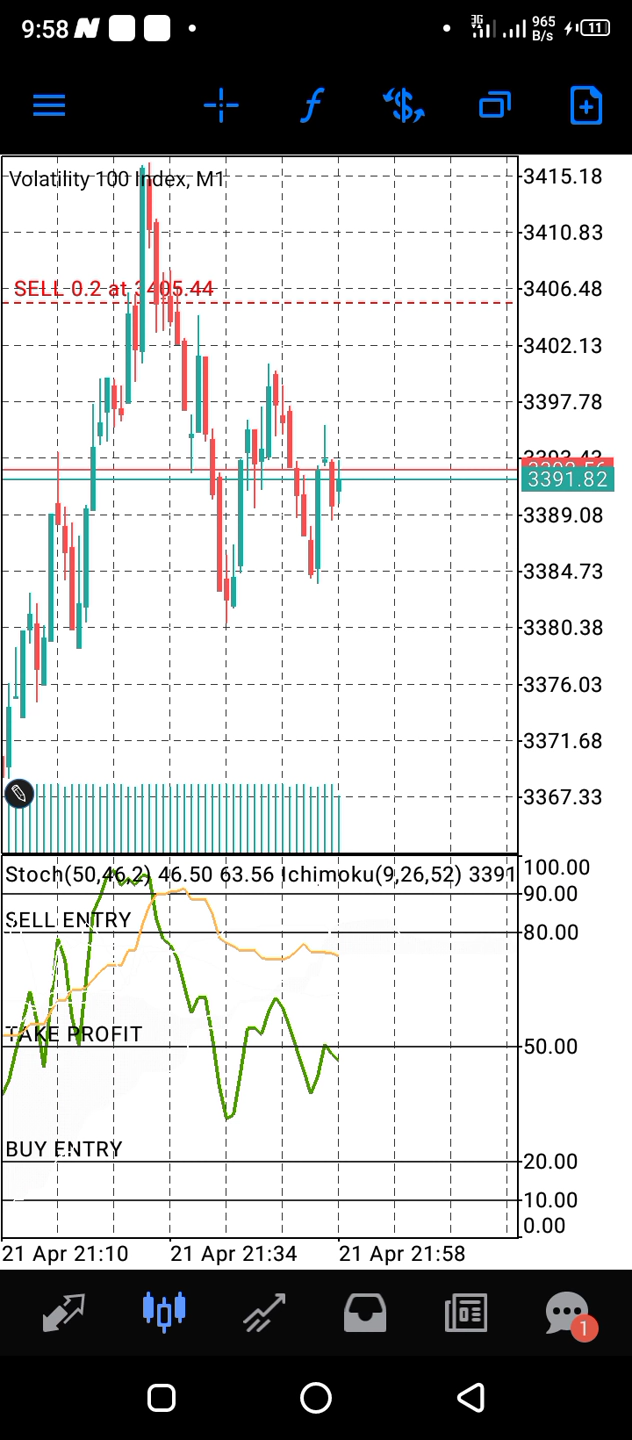 9:58 N 3G 965 B/s 11
Volatility 100 Index, M1
3415.18
3410.83
SELL 0.2 at 3405.44
3406.48
3402.13
3397.78
3391.82
3389.08
3384.73
3380.38
3376.03
3371.68
3367.33
Stoch(50,46,2) 46.50 63.56 Ichimoku(9,26,52) 3391
100.00
90.00
SELL ENTRY
80.00
TAKE PROFIT
50.00
BUY ENTRY
20.00
10.00
0.00
21 Apr 21:10 21 Apr 21:34 21 Apr 21:58
1